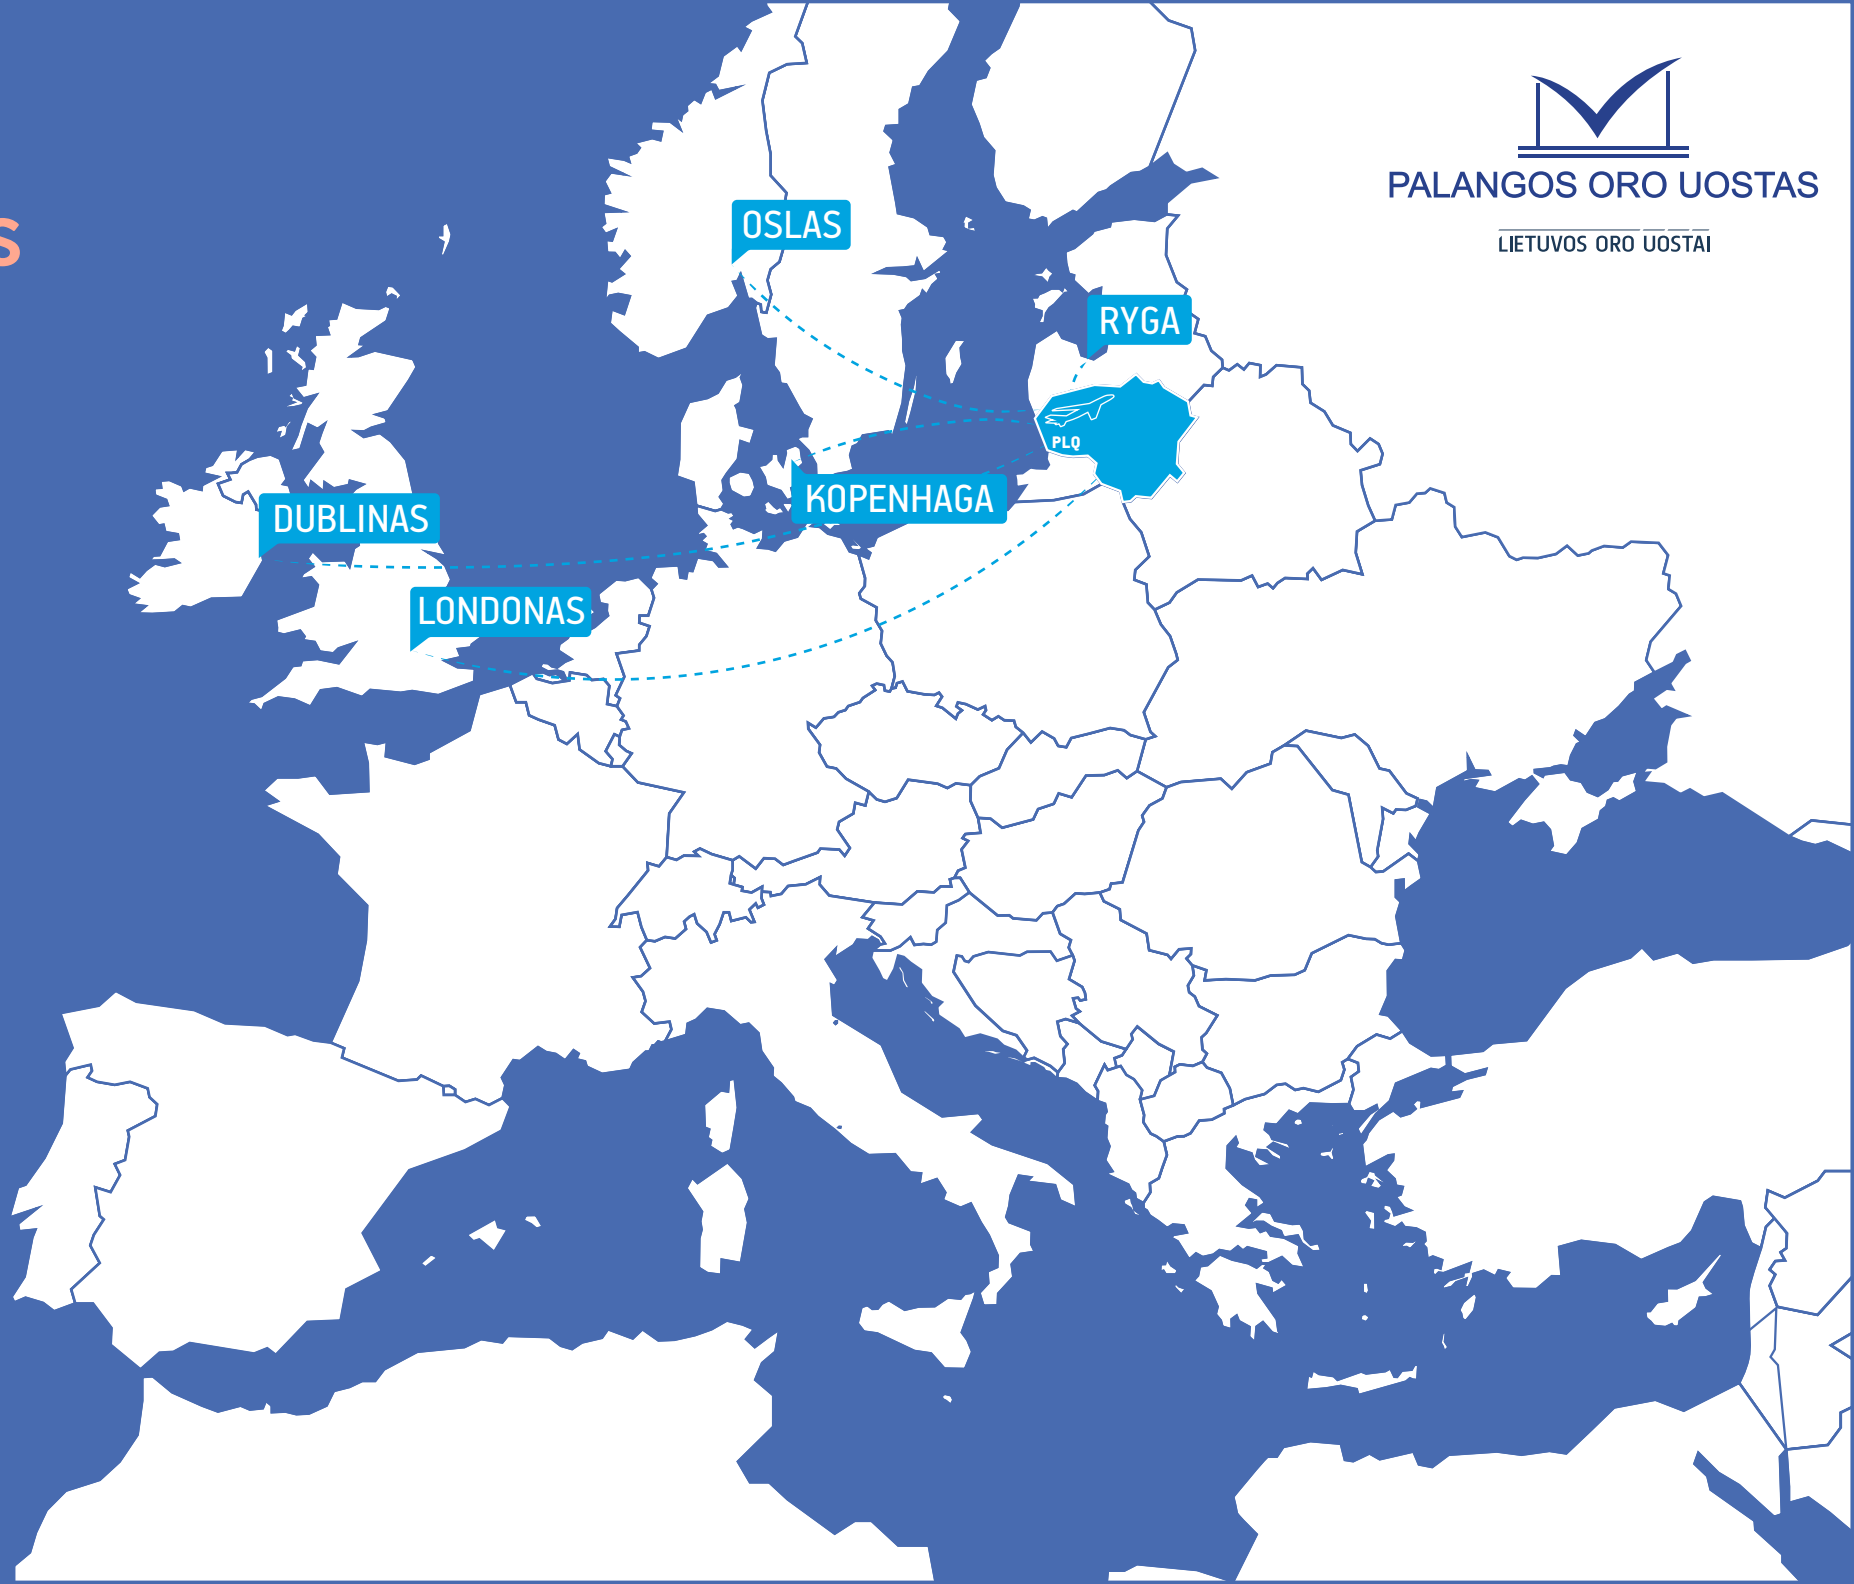 PALANGOS ORO UOSTAS
LIETUVOS ORO UOSTAI
S
OSLAS
RYGA
PLQ
KOPENHAGA
DUBLINAS
LONDONAS